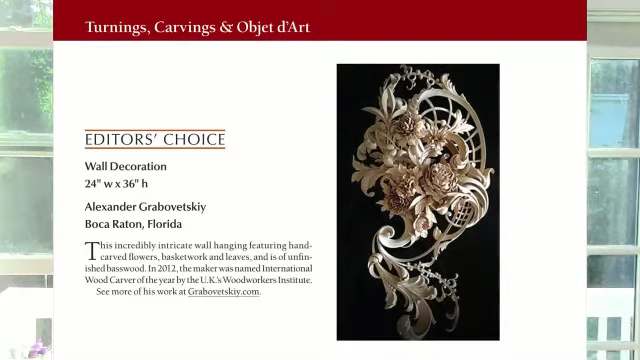 Turnings, Carvings & Objet d'Art
EDITORS' CHOICE
Wall Decoration
24" w x 36" h
Alexander Grabovetskiy
Boca Raton, Florida
This incredibly intricate wall hanging featuring hand-
carved flowers, basketwork and leaves, and is of unfin-
ished basswood. In 2012, the maker was named International
Wood Carver of the year by the U.K.'s Woodworkers Institute.
See more of his work at Grabovetskiy.com.